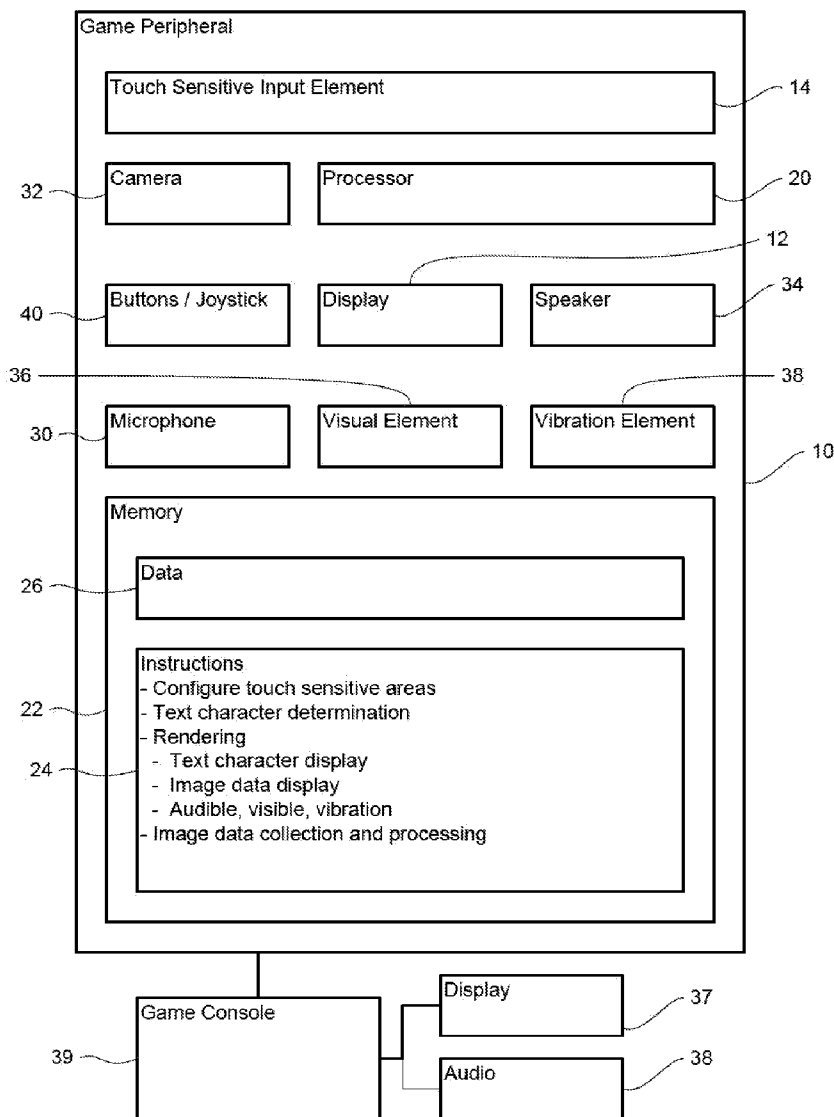 Game Peripheral
Touch Sensitive Input Element
14
32
Camera
Processor
20
12
40
Buttons / Joystick
Display
Speaker
34
36
38
30
Microphone
Visual Element
Vibration Element
10
Memory
26
Data
22
24
Instructions
- Configure touch sensitive areas
- Text character determination
- Rendering
- Text character display
- Image data display
- Audible, visible, vibration
- Image data collection and processing
39
Game Console
Display
37
Audio
38